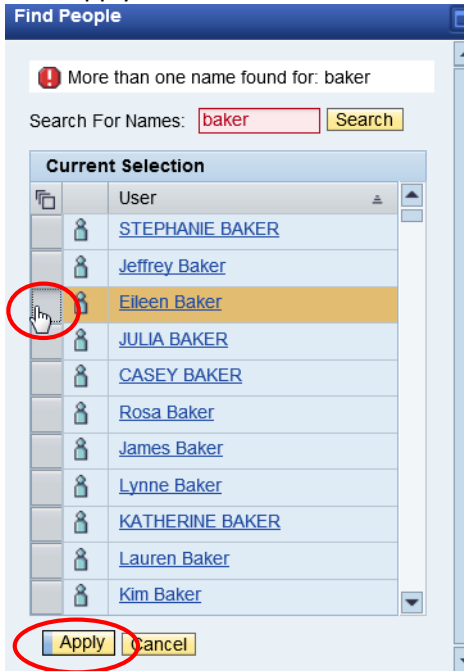 Find People
More than one name found for: baker
Search For Names: baker Search
Current Selection
User
STEPHANIE BAKER
Jeffrey Baker
Eileen Baker
JULIA BAKER
CASEY BAKER
Rosa Baker
James Baker
Lynne Baker
KATHERINE BAKER
Lauren Baker
Kim Baker
Apply Cancel